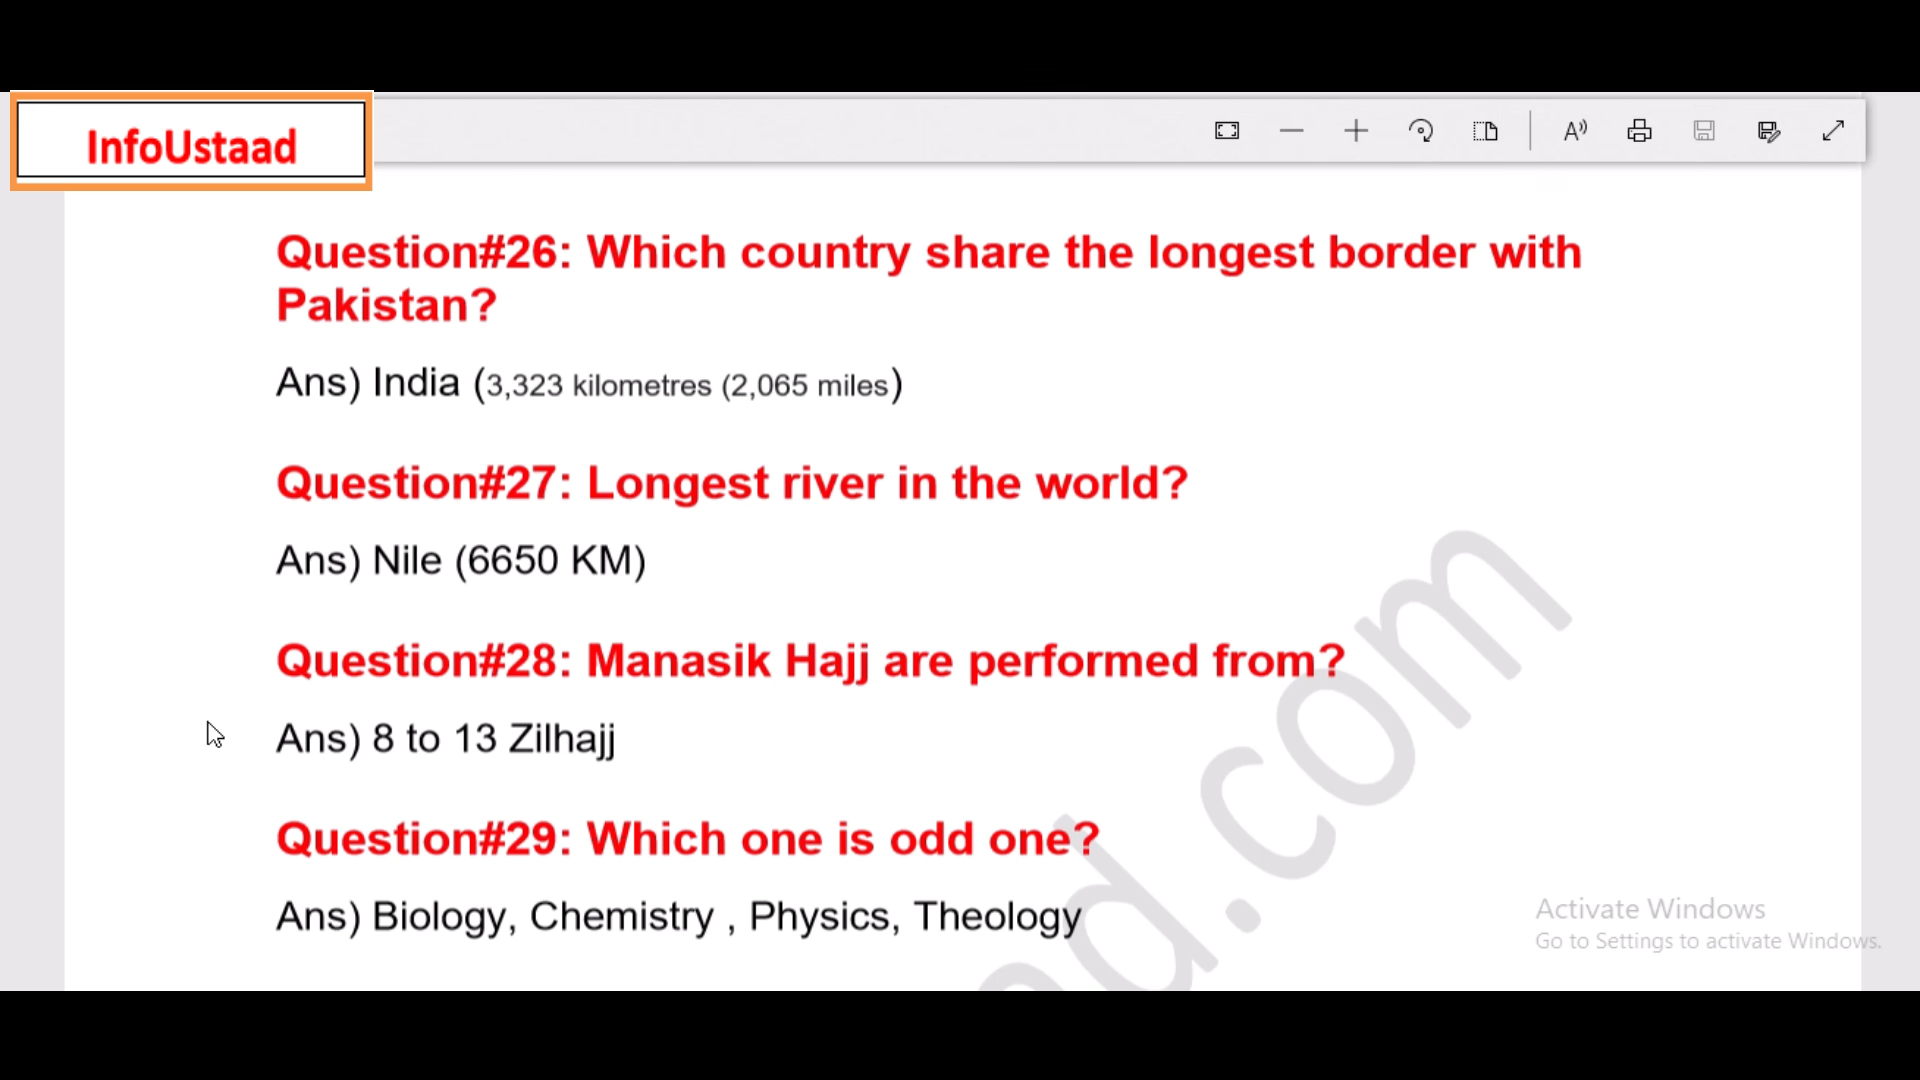 InfoUstaad
Question#26: Which country share the longest border with
Pakistan?
Ans) India (3,323 kilometres (2,065 miles)
Question#27: Longest river in the world?
Ans) Nile (6650 KM)
Question#28: Manasik Hajj are performed from?
Ans) 8 to 13 Zilhajj
Question#29: Which one is odd one?
Ans) Biology, Chemistry , Physics, Theology
d.com
Activate Windows
Go to Settings to activate Windows.